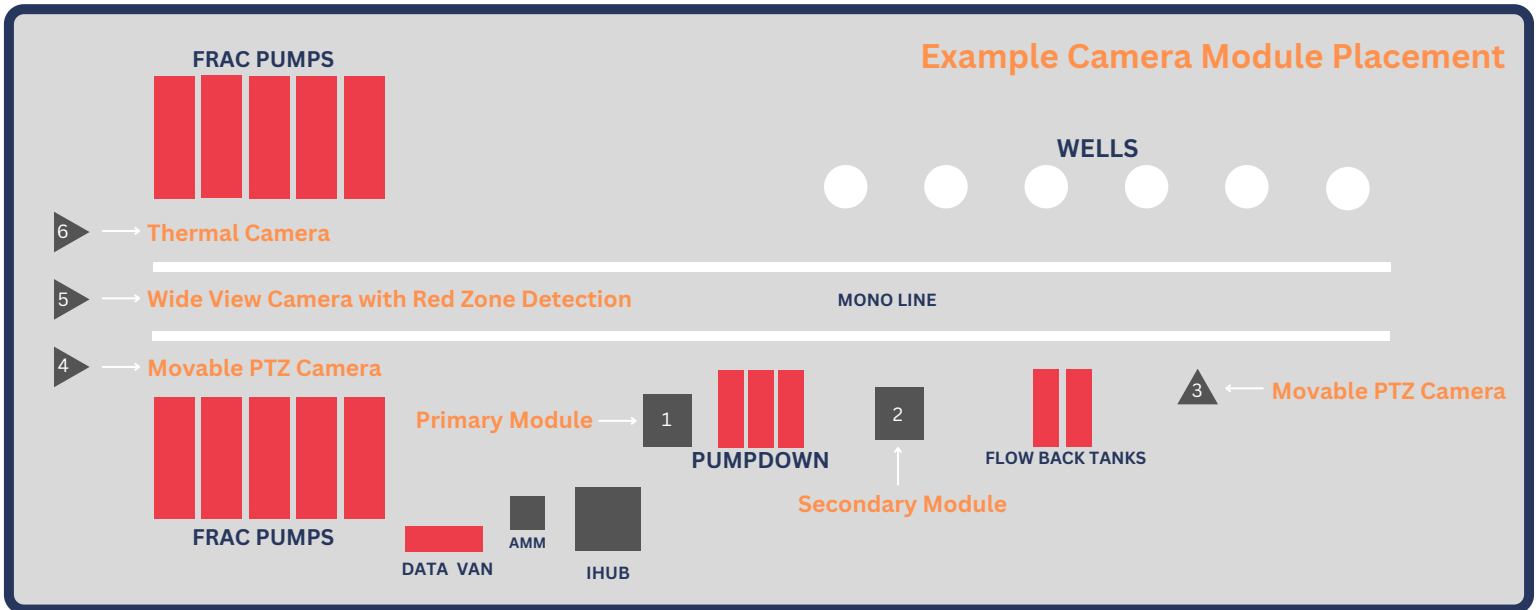 FRAC PUMPS
Example Camera Module Placement
WELLS
6
Thermal Camera
5
Wide View Camera with Red Zone Detection
MONO LINE
4
Movable PTZ Camera
3
Movable PTZ Camera
Primary Module
1
2
PUMPDOWN
FLOW BACK TANKS
Secondary Module
FRAC PUMPS
AMM
DATA VAN
IHUB